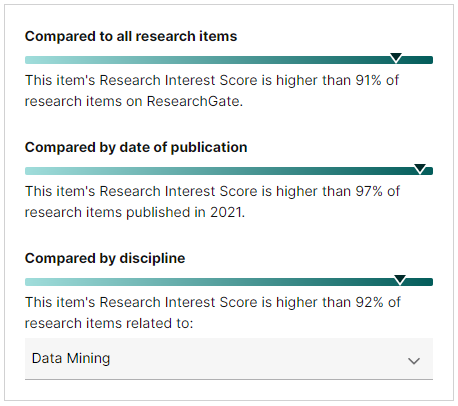 Compared to all research items
This item's Research Interest Score is higher than 91% of
research items on ResearchGate.
Compared by date of publication
This item's Research Interest Score is higher than 97% of
research items published in 2021.
Compared by discipline
This item's Research Interest Score is higher than 92% of
research items related to:
Data Mining